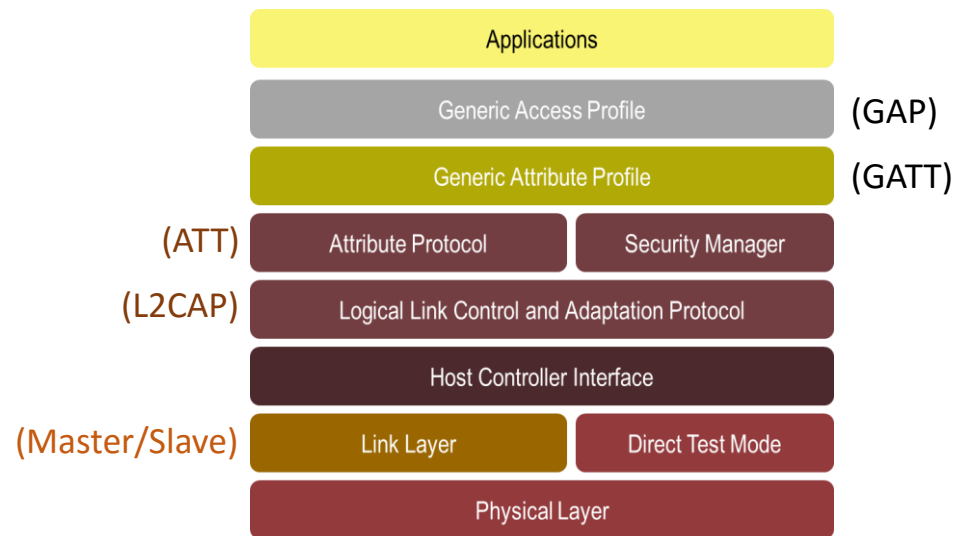 Applications
Generic Access Profile (GAP)
Generic Attribute Profile (GATT)
(ATT) Attribute Protocol Security Manager
(L2CAP) Logical Link Control and Adaptation Protocol
Host Controller Interface
(Master/Slave) Link Layer Direct Test Mode
Physical Layer